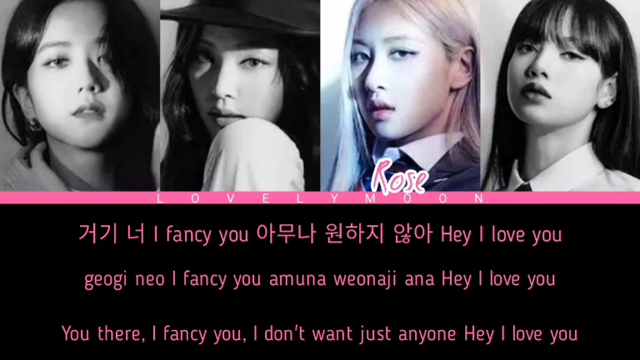 Rose
LOVELYMOON
거기 너 I fancy you 아무나 원하지 않아 Hey I love you
geogi neo I fancy you amuna weonaji ana Hey I love you
You there, I fancy you, I don't want just anyone Hey I love you